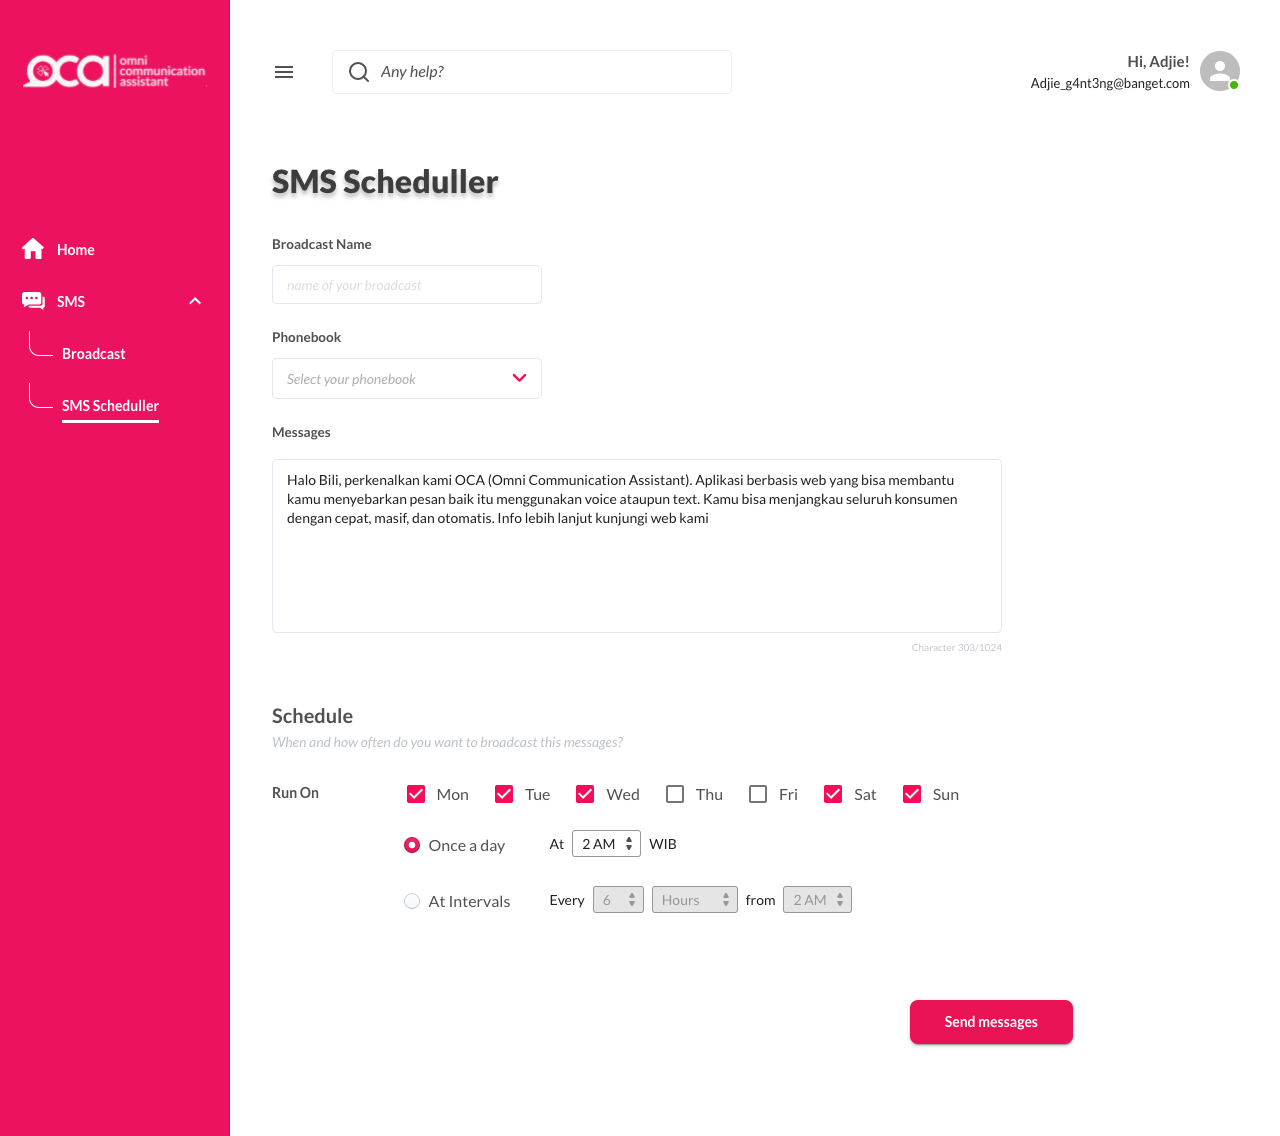 oca omni
communication
assistant
Any help?
Hi, Adjie!
Adjie_g4nt3ng@banget.com
Home
SMS
Broadcast
SMS Scheduller
SMS Scheduller
Broadcast Name
name of your broadcast
Phonebook
Select your phonebook
Messages
Halo Bili, perkenalkan kami OCA (Omni Communication Assistant). Aplikasi berbasis web yang bisa membantu
kamu menyebarkan pesan baik itu menggunakan voice ataupun text. Kamu bisa menjangkau seluruh konsumen
dengan cepat, masif, dan otomatis. Info lebih lanjut kunjungi web kami
Character 303/1024
Schedule
When and how often do you want to broadcast this messages?
Run On Mon Tue Wed Thu Fri Sat Sun
Once a day At 2 AM WIB
At Intervals Every 6 Hours from 2 AM
Send messages